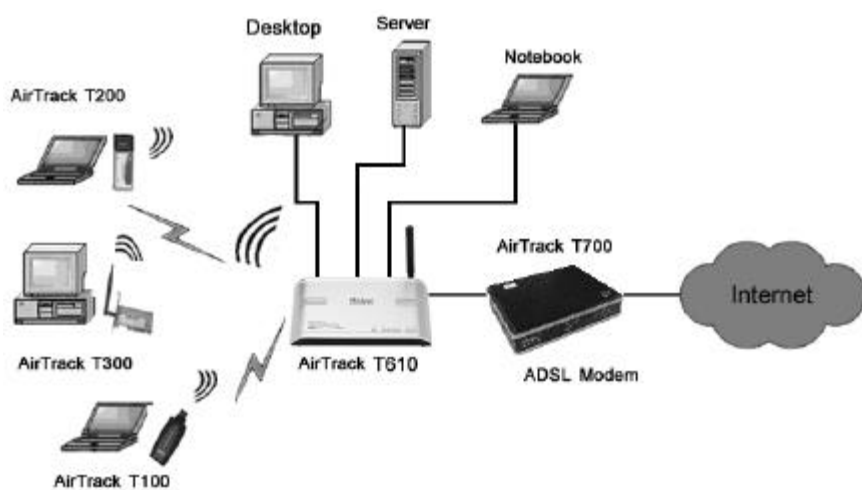 Desktop
Server
Notebook
AirTrack T200
AirTrack T700
Internet
AirTrack T300
AirTrack T610
ADSL Modem
AirTrack T100